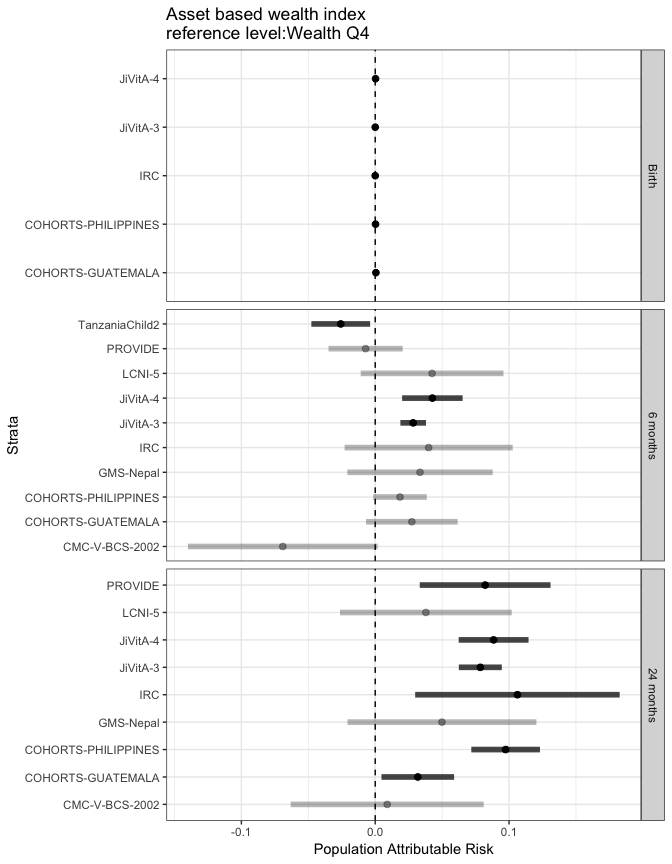 Asset based wealth index
reference level:Wealth Q4
JiVitA-4
JiVitA-3
IRC
COHORTS-PHILIPPINES
COHORTS-GUATEMALA
Birth
TanzaniaChild2
PROVIDE
LCNI-5
JiVitA-4
JiVitA-3
IRC
GMS-Nepal
COHORTS-PHILIPPINES
COHORTS-GUATEMALA
CMC-V-BCS-2002
6 months
PROVIDE
LCNI-5
JiVitA-4
JiVitA-3
IRC
GMS-Nepal
COHORTS-PHILIPPINES
COHORTS-GUATEMALA
CMC-V-BCS-2002
24 months
Strata
-0.1 0.0 0.1
Population Attributable Risk